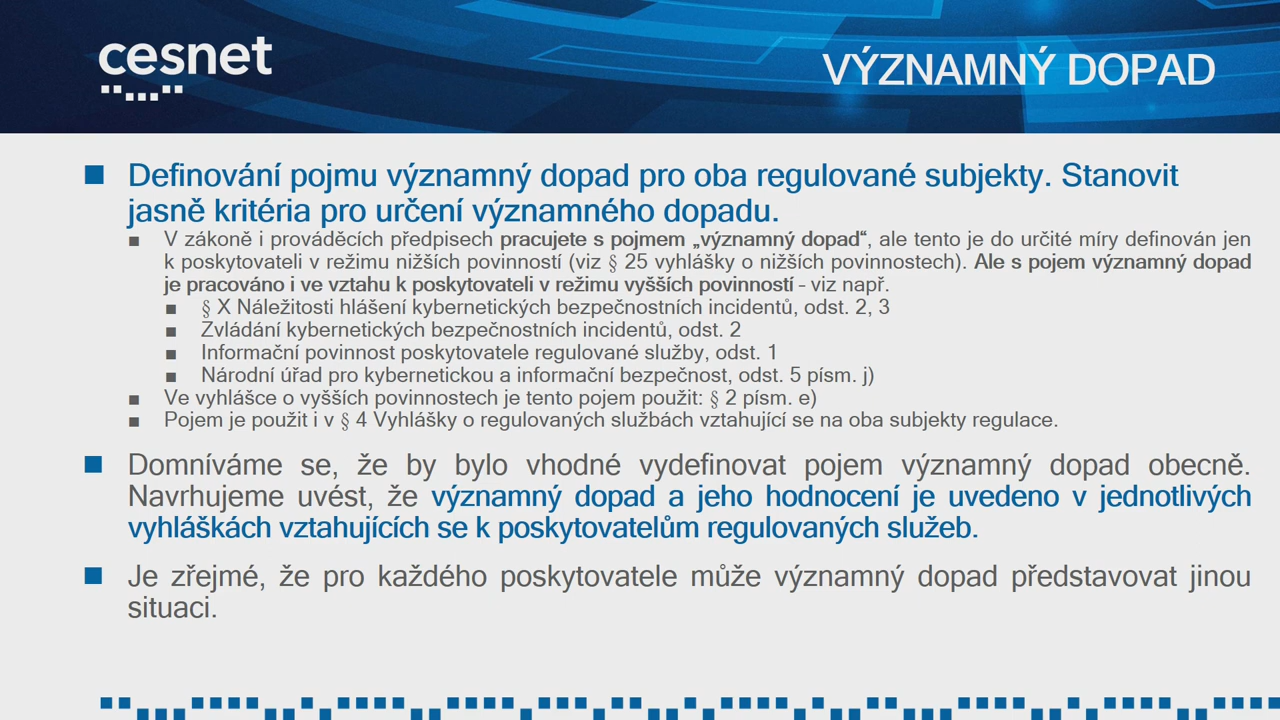 cesnet
VÝZNAMNÝ DOPAD
Definování pojmu významný dopad pro oba regulované subjekty. Stanovit
jasně kritéria pro určení významného dopadu.
V zákoně i prováděcích předpisech pracujete s pojmem „významný dopad“, ale tento je do určité míry definován jen
k poskytovateli v režimu nižších povinností (viz § 25 vyhlášky o nižších povinnostech). Ale s pojem významný dopad
je pracováno i ve vztahu k poskytovateli v režimu vyšších povinností – viz např.
§ X Náležitosti hlášení kybernetických bezpečnostních incidentů, odst. 2, 3
Zvládání kybernetických bezpečnostních incidentů, odst. 2
Informační povinnost poskytovatele regulované služby, odst. 1
Národní úřad pro kybernetickou a informační bezpečnost, odst. 5 písm. j)
Ve vyhlášce o vyšších povinnostech je tento pojem použit: § 2 písm. e)
Pojem je použit i v § 4 Vyhlášky o regulovaných službách vztahující se na oba subjekty regulace.
Domníváme se, že by bylo vhodné vydefinovat pojem významný dopad obecně.
Navrhujeme uvést, že významný dopad a jeho hodnocení je uvedeno v jednotlivých
vyhláškách vztahujících se k poskytovatelům regulovaných služeb.
Je zřejmé, že pro každého poskytovatele může významný dopad představovat jinou
situaci.